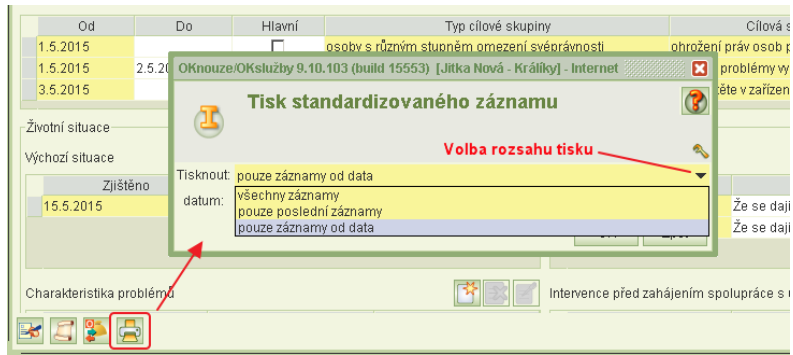 Od Do Hlavní Typ cílové skupiny Cílová s
1.5.2015 osoby s různým stupněm omezení svéprávnosti ohrožení práv osob p
1.5.2015 2.5.20 problémy vy
3.5.2015 ěte v zařízen
OKnouze/OKslužby 9.10.103 (build 15553) [Jitka Nová - Králíky] - Internet
Tisk standardizovaného záznamu
Volba rozsahu tisku
Tisknout: pouze záznamy od data
datum:
všechny záznamy
pouze poslední záznamy
pouze záznamy od data
Životní situace
Výchozí situace
Zjištěno
15.5.2015 Že se dají
Že se dají
Charakteristika problémů Intervence před zahájením spolupráce s u